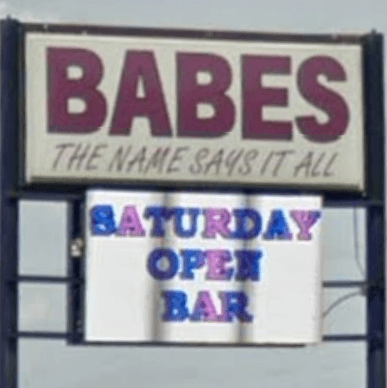 BABES
THE NAME SAYS IT ALL
SATURDAY
OPEN
BAR